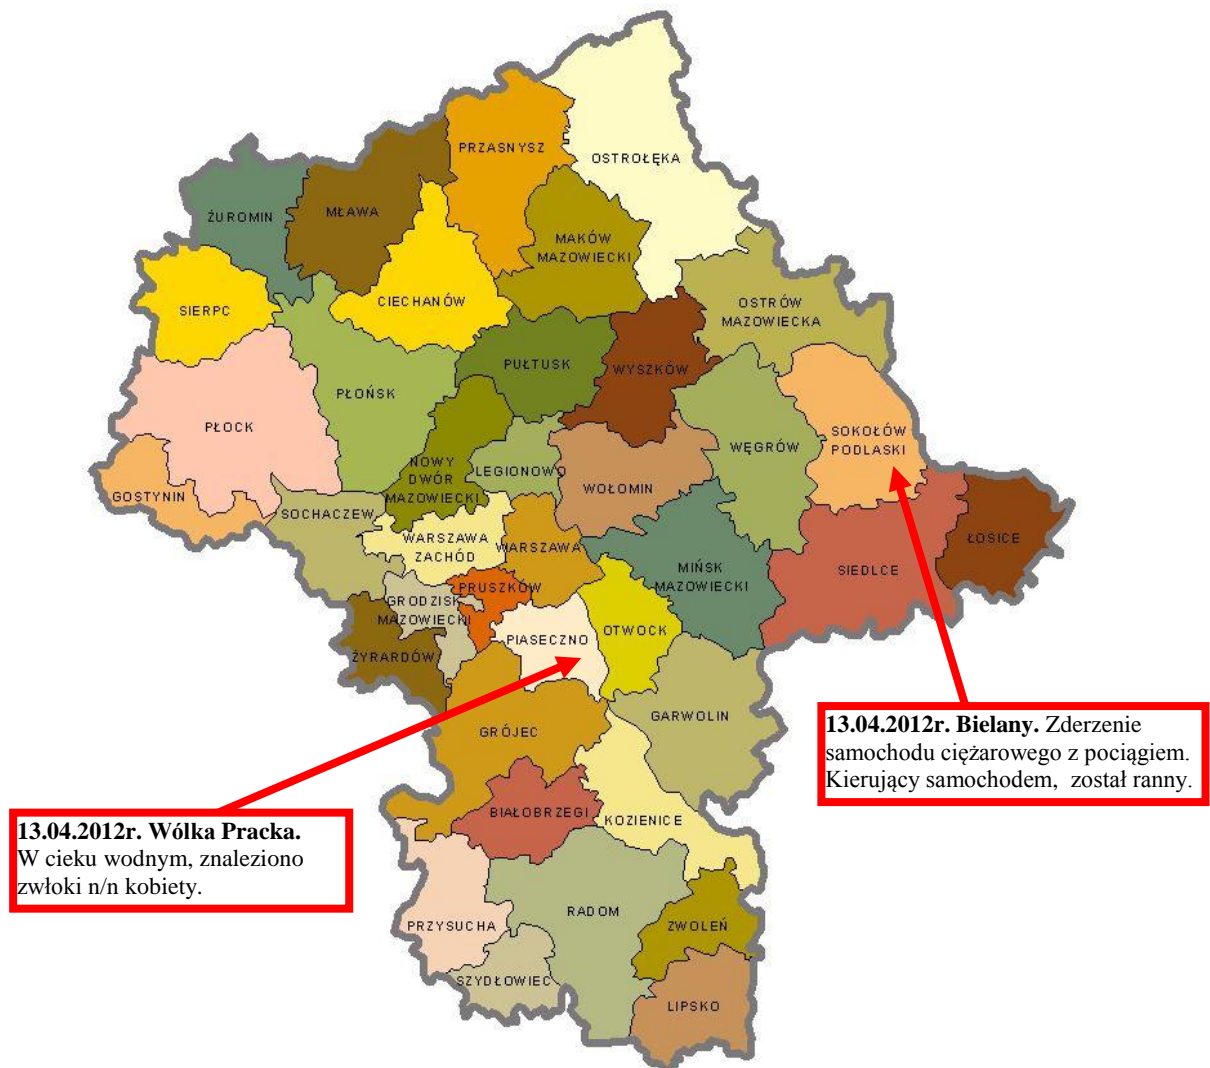 PRZASNYSZ
OSTROŁĘKA
ŻUROMIN
MŁAWA
MAKÓW
MAZOWIECKI
CIECHANÓW
SIERPC
OSTRÓW
MAZOWIECKA
PUŁTUSK
WYSZKÓW
PŁOŃSK
PŁOCK
WĘGRÓW
SOKOŁÓW
PODLASKI
NOWY
DWÓR
MAZOWIECKI
LEGIONOWO
WOŁOMIN
GOSTYNIN
SOCHACZEW
WARSZAWA
ZACHÓD
WARSZAWA
ŁOSICE
MIŃSK
MAZOWIECKI
SIEDLCE
PRUSZKÓW
GRODZISK
MAZOWIECKI
PIASECZNO
OTWOCK
ŻYRARDÓW
GARWOLIN
GRÓJEC
13.04.2012r. Bielany. Zderzenie
samochodu ciężarowego z pociągiem.
Kierujący samochodem, został ranny.
BIAŁOBRZEGI
KOZIENICE
13.04.2012r. Wólka Pracka.
W cieku wodnym, znaleziono
zwłoki n/n kobiety.
RADOM
PRZYSUCHA
ZWOLEŃ
SZYDŁOWIEC
LIPSKO